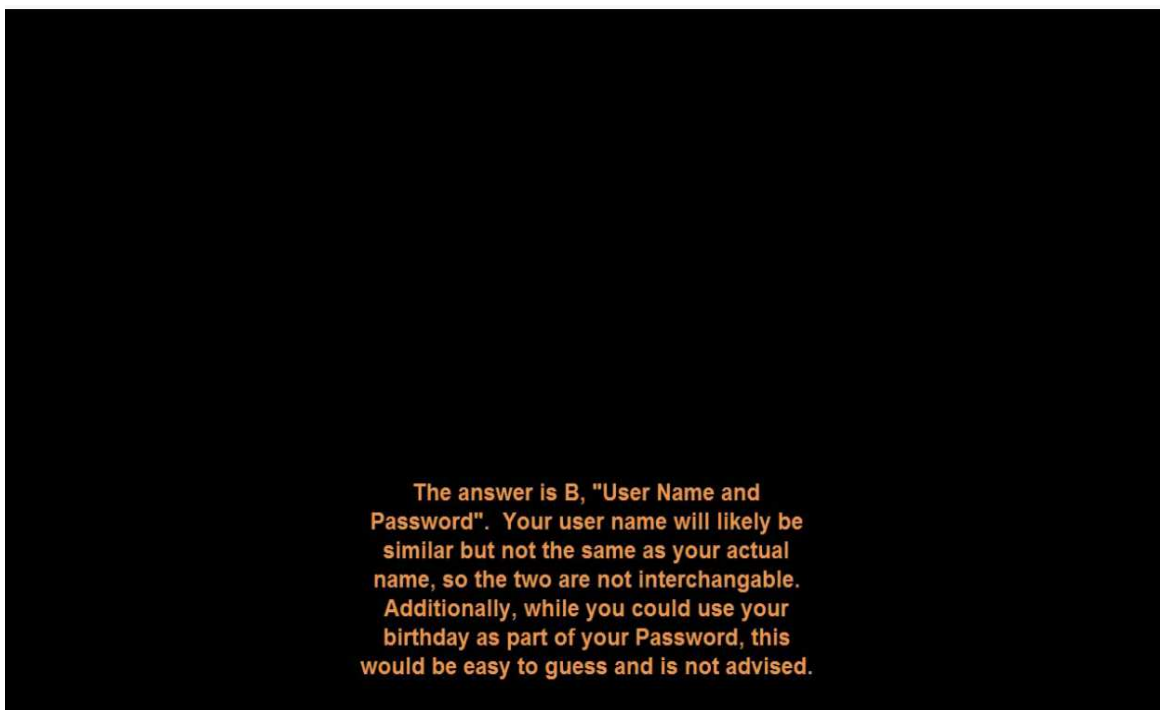 The answer is B, "User Name and
Password".  Your user name will likely be
similar but not the same as your actual
name, so the two are not interchangable.
Additionally, while you could use your
birthday as part of your Password, this
would be easy to guess and is not advised.